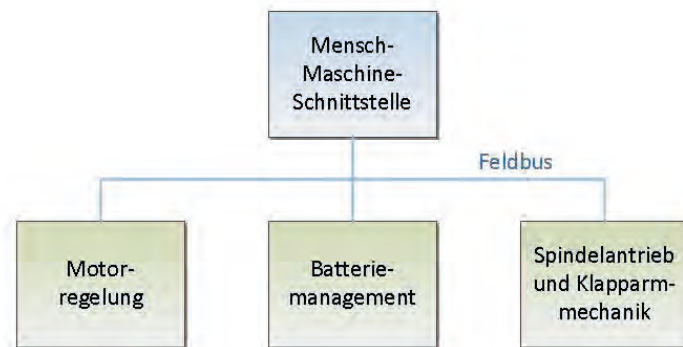 Mensch-
Maschine-
Schnittstelle
Feldbus
Motor-
regelung
Batterie-
management
Spindelantrieb
und Klapparm-
mechanik